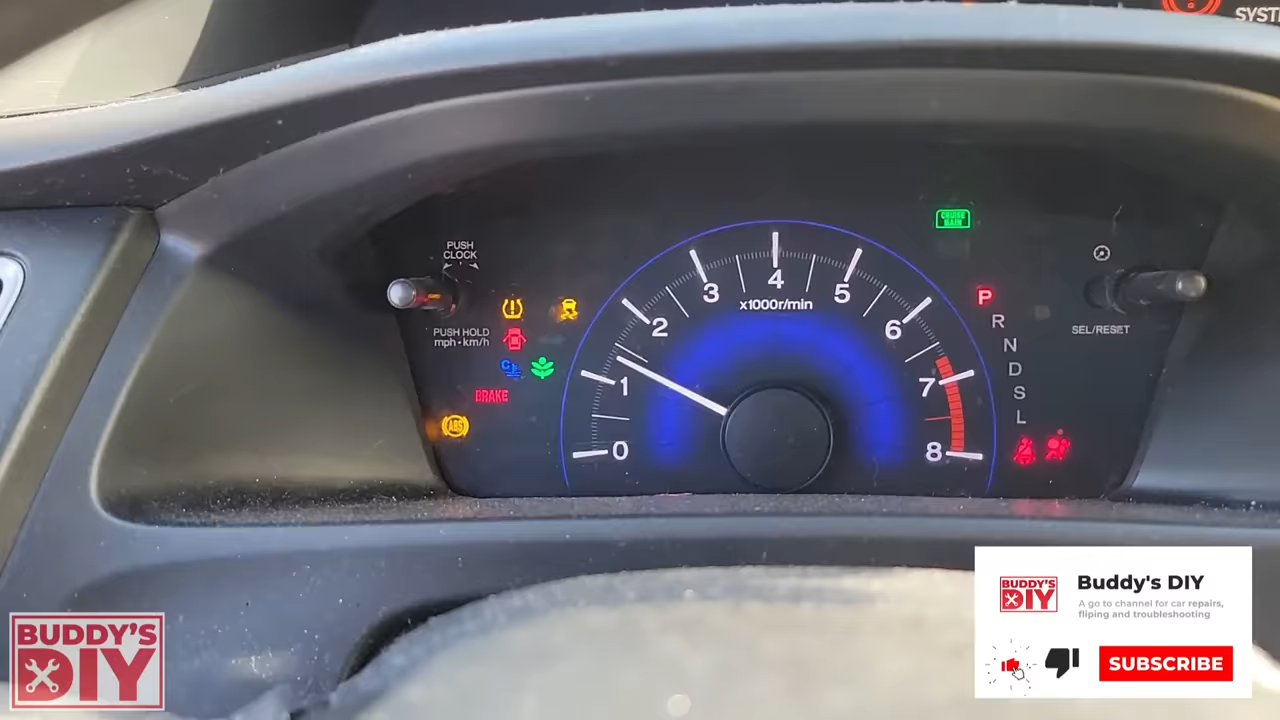 SYST
PUSH
CLOCK
PUSH HOLD
mph•km/h
BRAKE
ABS
0
1
2
3
4
5
6
7
8
x1000r/min
CRUISE
MAIN
P
R
N
D
S
L
SEL/RESET
BUDDY'S
DIY
BUDDY'S
DIY
Buddy's DIY
A go to channel for car repairs,
fliping and troubleshooting
SUBSCRIBE